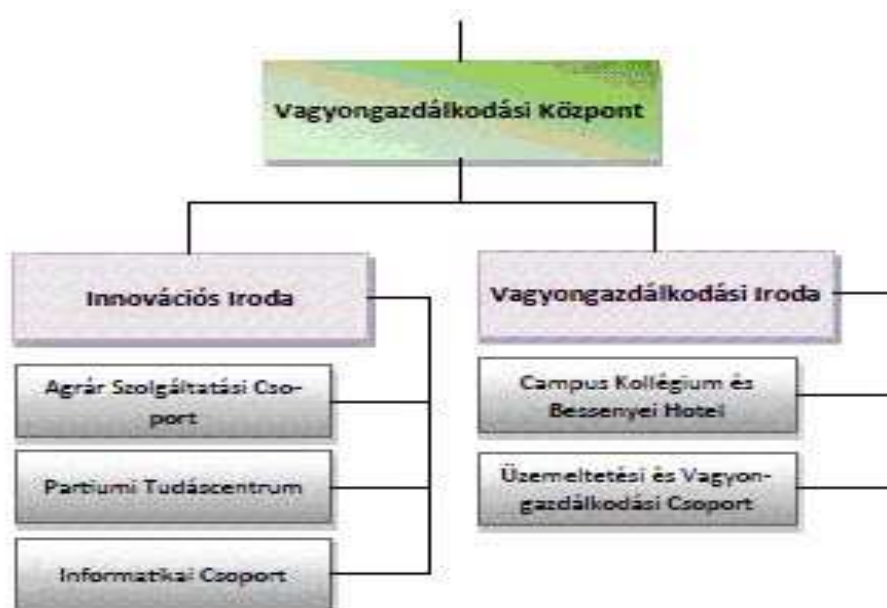 Vagyongazdálkodási Központ
Innovációs Iroda
Agrár Szolgáltatási Cso-
port
Partiumi Tudáscentrum
Informatikai Csoport
Vagyongazdálkodási Iroda
Campus Kollégium és
Bessenyei Hotel
Üzemeltetési és Vagyon-
gazdálkodási Csoport